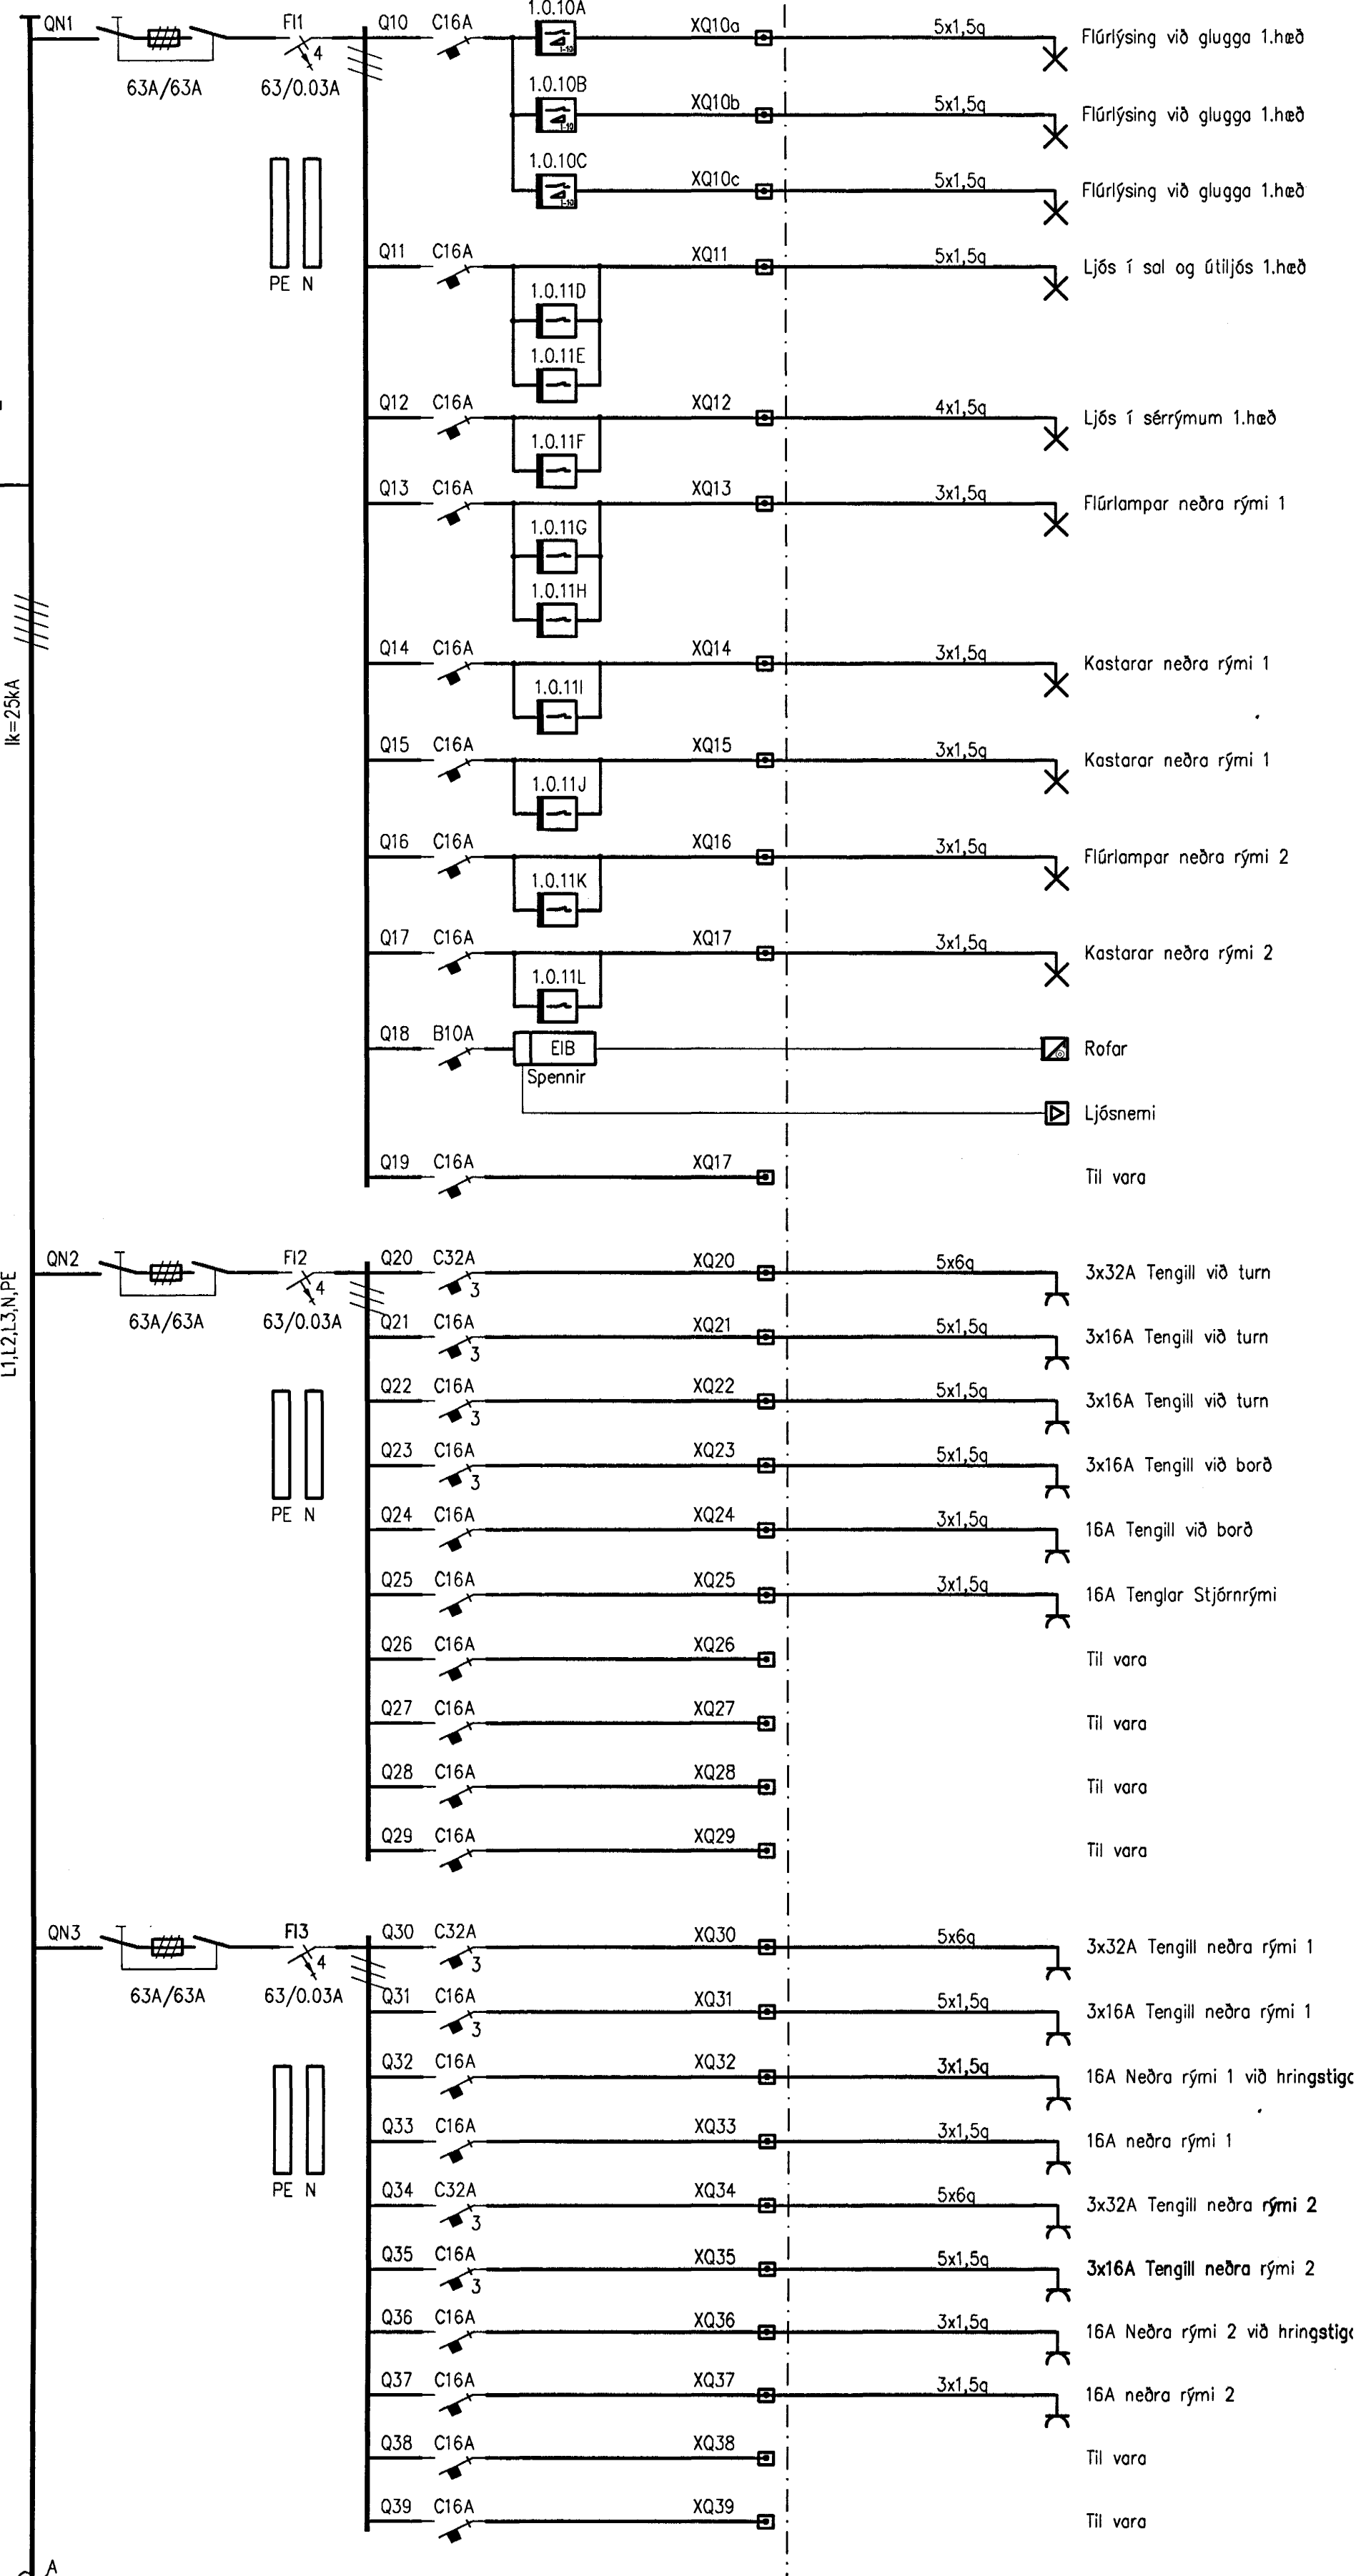 1.0.10A
QN1 FI1 Q10 C16A XQ10a 5x1,5q Flúrlýsing við glugga 1.hæð
4
1-10
63A/63A 63/0.03A
1.0.10B XQ10b 5x1,5q Flúrlýsing við glugga 1.hæð
1-10
1.0.10C XQ10c 5x1,5q Flúrlýsing við glugga 1.hæð
1-10
PE N
Q11 C16A XQ11 5x1,5q Ljós í sal og útiljós 1.hæð
1.0.11D
1.0.11E
Q12 C16A XQ12 4x1,5q Ljós í sérrýmum 1.hæð
1.0.11F
Q13 C16A XQ13 3x1,5q Flúrlampar neðra rými 1
1.0.11G
1.0.11H
Ik=25kA
Q14 C16A XQ14 3x1,5q Kastarar neðra rými 1
1.0.11I
Q15 C16A XQ15 3x1,5q Kastarar neðra rými 1
1.0.11J
Q16 C16A XQ16 3x1,5q Flúrlampar neðra rými 2
1.0.11K
Q17 C16A XQ17 3x1,5q Kastarar neðra rými 2
1.0.11L
Q18 B10A EIB Rofar
Spennir
Ljósnemi
Q19 C16A XQ17 Til vara
L1,L2,L3,N,PE
QN2 FI2 Q20 C32A XQ20 5x6q 3x32A Tengill við turn
4 3
63A/63A 63/0.03A
Q21 C16A XQ21 5x1,5q 3x16A Tengill við turn
3
Q22 C16A XQ22 5x1,5q 3x16A Tengill við turn
3
Q23 C16A XQ23 5x1,5q 3x16A Tengill við borð
3
PE N
Q24 C16A XQ24 3x1,5q 16A Tengill við borð
Q25 C16A XQ25 3x1,5q 16A Tenglar Stjórnrými
Q26 C16A XQ26 Til vara
Q27 C16A XQ27 Til vara
Q28 C16A XQ28 Til vara
Q29 C16A XQ29 Til vara
QN3 FI3 Q30 C32A XQ30 5x6q 3x32A Tengill neðra rými 1
4 3
63A/63A 63/0.03A
Q31 C16A XQ31 5x1,5q 3x16A Tengill neðra rými 1
3
Q32 C16A XQ32 3x1,5q 16A Neðra rými 1 við hringstiga
Q33 C16A XQ33 3x1,5q 16A neðra rými 1
PE N
Q34 C32A XQ34 5x6q 3x32A Tengill neðra rými 2
3
Q35 C16A XQ35 5x1,5q 3x16A Tengill neðra rými 2
3
Q36 C16A XQ36 3x1,5q 16A Neðra rými 2 við hringstiga
Q37 C16A XQ37 3x1,5q 16A neðra rými 2
Q38 C16A XQ38 Til vara
Q39 C16A XQ39 Til vara
A